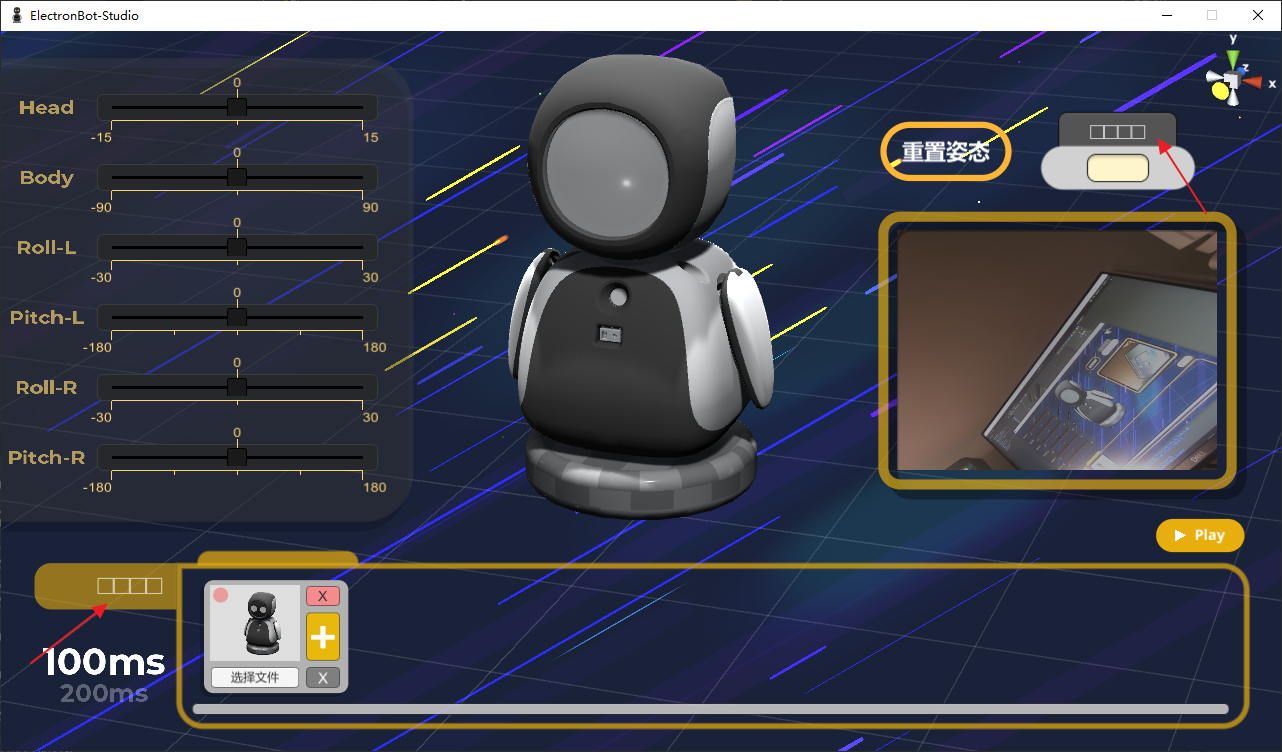 ElectronBot-Studio
y
z
x
0
Head
-15 15
0
Body
-90 90
0
Roll-L
-30 30
0
Pitch-L
-180 180
0
Roll-R
-30 30
0
Pitch-R
-180 180
重置姿态
□□□□
Play
□□□□
100ms
200ms
X
+
选择文件
X